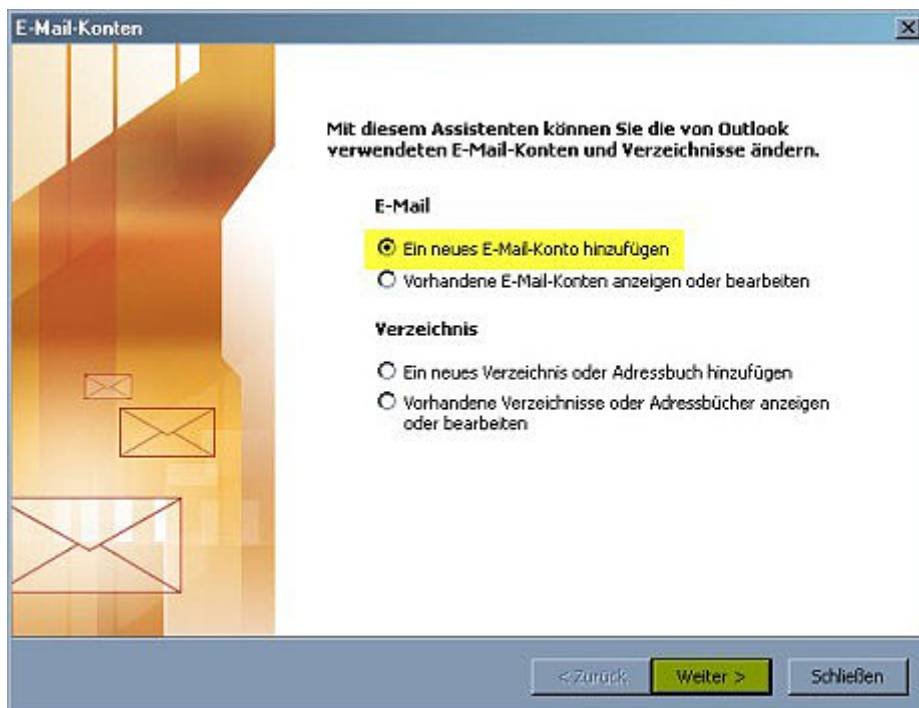 E-Mail-Konten
Mit diesem Assistenten können Sie die von Outlook
verwendeten E-Mail-Konten und Verzeichnisse ändern.
E-Mail
Ein neues E-Mail-Konto hinzufügen
Vorhandene E-Mail-Konten anzeigen oder bearbeiten
Verzeichnis
Ein neues Verzeichnis oder Adressbuch hinzufügen
Vorhandene Verzeichnisse oder Adressbücher anzeigen
oder bearbeiten
< Zurück
Weiter >
Schließen